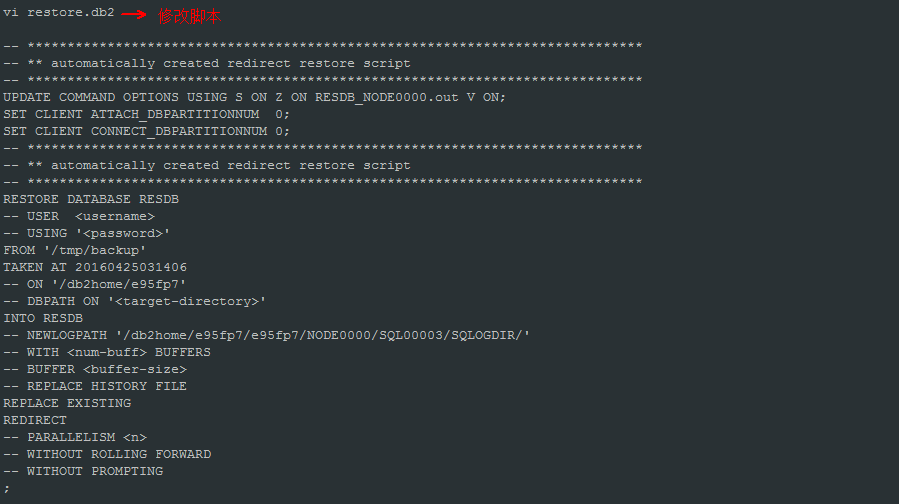 vi restore.db2 → 修改脚本
-- ******************************************************************************
-- ** automatically created redirect restore script
-- ******************************************************************************
UPDATE COMMAND OPTIONS USING S ON Z ON RESDB_NODE0000.out V ON;
SET CLIENT ATTACH_DBPARTITIONNUM  0;
SET CLIENT CONNECT_DBPARTITIONNUM 0;
-- ******************************************************************************
-- ** automatically created redirect restore script
-- ******************************************************************************
RESTORE DATABASE RESDB
-- USER  <username>
-- USING '<password>'
FROM '/tmp/backup'
TAKEN AT 20160425031406
-- ON '/db2home/e95fp7'
-- DBPATH ON '<target-directory>'
INTO RESDB
-- NEWLOGPATH '/db2home/e95fp7/e95fp7/NODE0000/SQL00003/SQLOGDIR/'
-- WITH <num-buff> BUFFERS
-- BUFFER <buffer-size>
-- REPLACE HISTORY FILE
REPLACE EXISTING
REDIRECT
-- PARALLELISM <n>
-- WITHOUT ROLLING FORWARD
-- WITHOUT PROMPTING
;